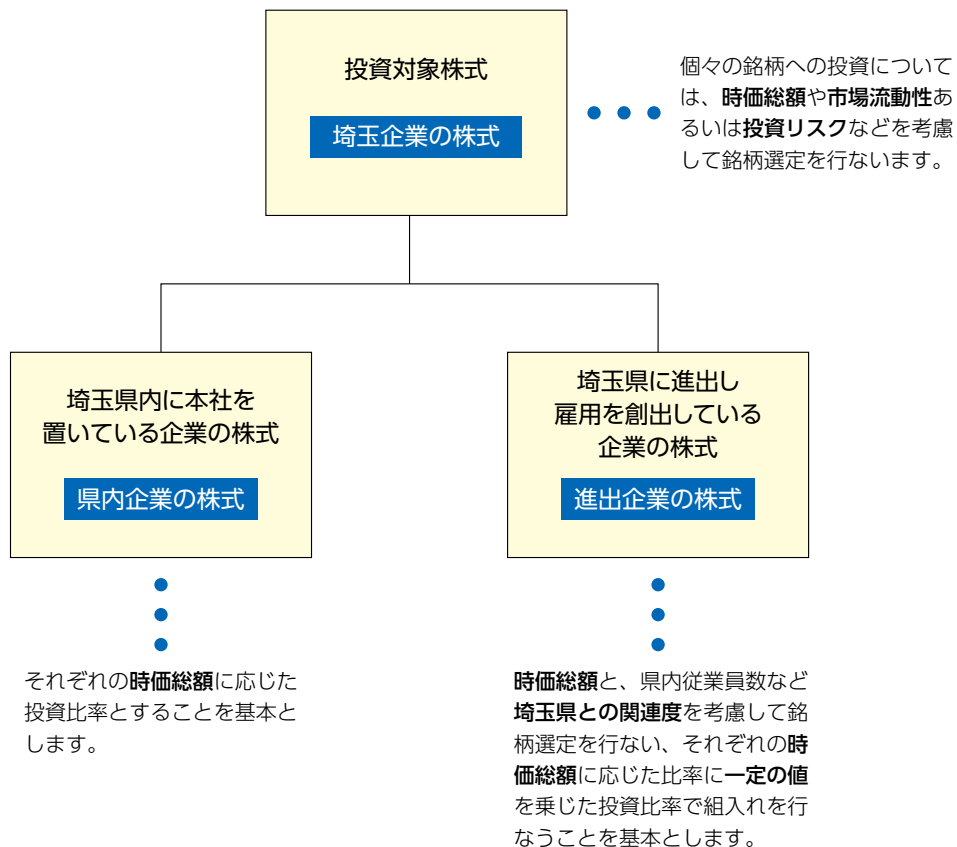 投資対象株式
埼玉企業の株式
個々の銘柄への投資について
は、時価総額や市場流動性あ
るいは投資リスクなどを考慮
して銘柄選定を行ないます。
埼玉県内に本社を
置いている企業の株式
県内企業の株式
埼玉県に進出し
雇用を創出している
企業の株式
進出企業の株式
それぞれの時価総額に応じた
投資比率とすることを基本と
します。
時価総額と、県内従業員数など
埼玉県との関連度を考慮して銘
柄選定を行ない、それぞれの時
価総額に応じた比率に一定の値
を乗じた投資比率で組入れを行
なうことを基本とします。